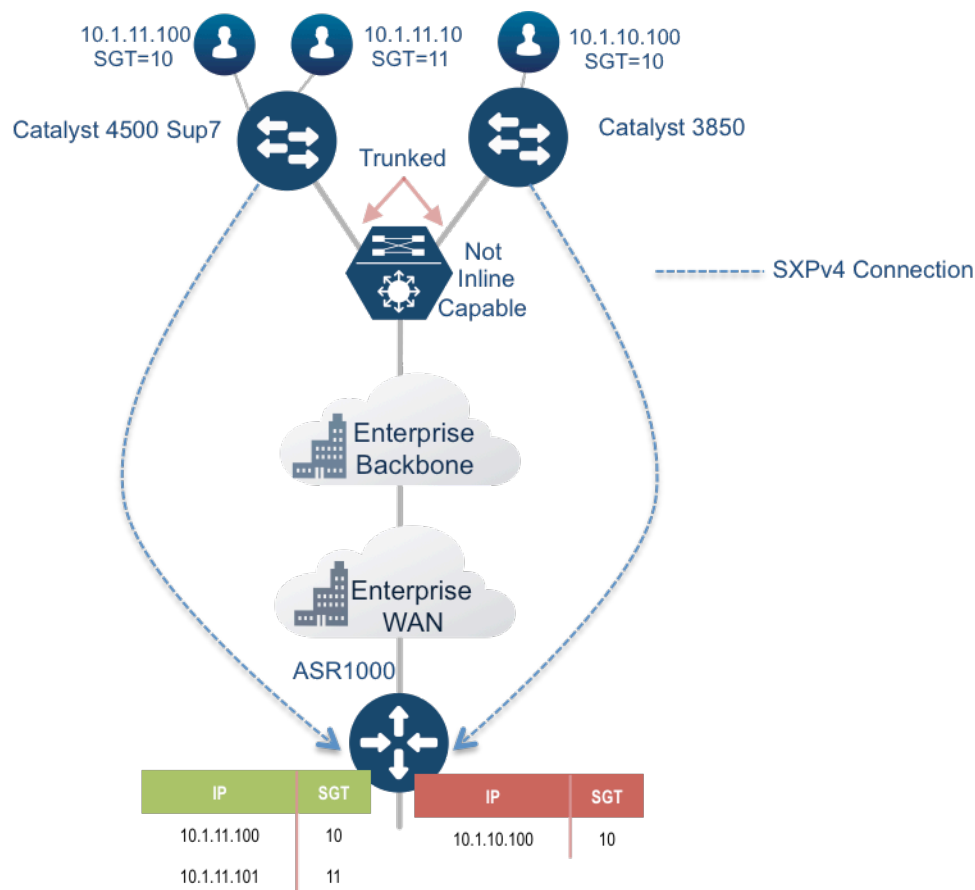 10.1.11.100
SGT=10
10.1.11.10
SGT=11
10.1.10.100
SGT=10
Catalyst 4500 Sup7
Catalyst 3850
Trunked
Not
Inline
Capable
SXPv4 Connection
Enterprise
Backbone
Enterprise
WAN
ASR1000
IP SGT
10.1.11.100 10
10.1.11.101 11
IP SGT
10.1.10.100 10